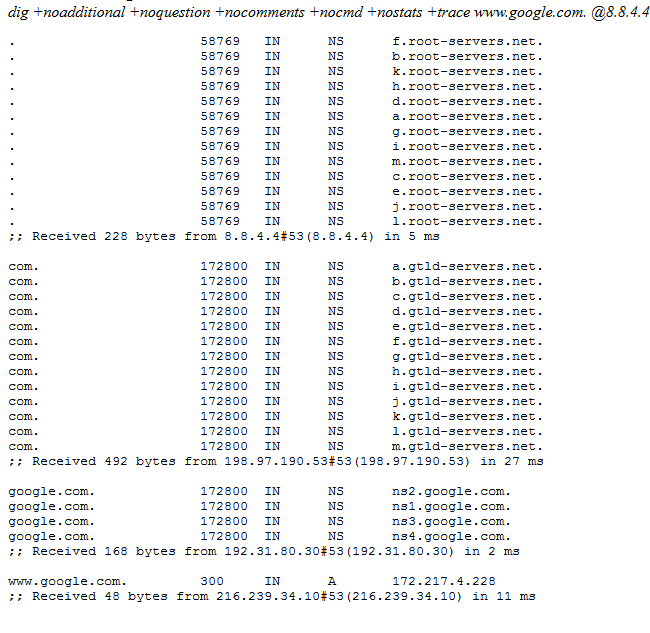 dig +noadditional +noquestion +nocomments +nocmd +nostats +trace www.google.com. @8.8.4.4
. 58769 IN NS f.root-servers.net.
. 58769 IN NS b.root-servers.net.
. 58769 IN NS k.root-servers.net.
. 58769 IN NS h.root-servers.net.
. 58769 IN NS d.root-servers.net.
. 58769 IN NS a.root-servers.net.
. 58769 IN NS g.root-servers.net.
. 58769 IN NS i.root-servers.net.
. 58769 IN NS m.root-servers.net.
. 58769 IN NS c.root-servers.net.
. 58769 IN NS e.root-servers.net.
. 58769 IN NS j.root-servers.net.
. 58769 IN NS l.root-servers.net.
;; Received 228 bytes from 8.8.4.4#53(8.8.4.4) in 5 ms
com. 172800 IN NS a.gtld-servers.net.
com. 172800 IN NS b.gtld-servers.net.
com. 172800 IN NS c.gtld-servers.net.
com. 172800 IN NS d.gtld-servers.net.
com. 172800 IN NS e.gtld-servers.net.
com. 172800 IN NS f.gtld-servers.net.
com. 172800 IN NS g.gtld-servers.net.
com. 172800 IN NS h.gtld-servers.net.
com. 172800 IN NS i.gtld-servers.net.
com. 172800 IN NS j.gtld-servers.net.
com. 172800 IN NS k.gtld-servers.net.
com. 172800 IN NS l.gtld-servers.net.
com. 172800 IN NS m.gtld-servers.net.
;; Received 492 bytes from 198.97.190.53#53(198.97.190.53) in 27 ms
google.com. 172800 IN NS ns2.google.com.
google.com. 172800 IN NS ns1.google.com.
google.com. 172800 IN NS ns3.google.com.
google.com. 172800 IN NS ns4.google.com.
;; Received 168 bytes from 192.31.80.30#53(192.31.80.30) in 2 ms
www.google.com. 300 IN A 172.217.4.228
;; Received 48 bytes from 216.239.34.10#53(216.239.34.10) in 11 ms